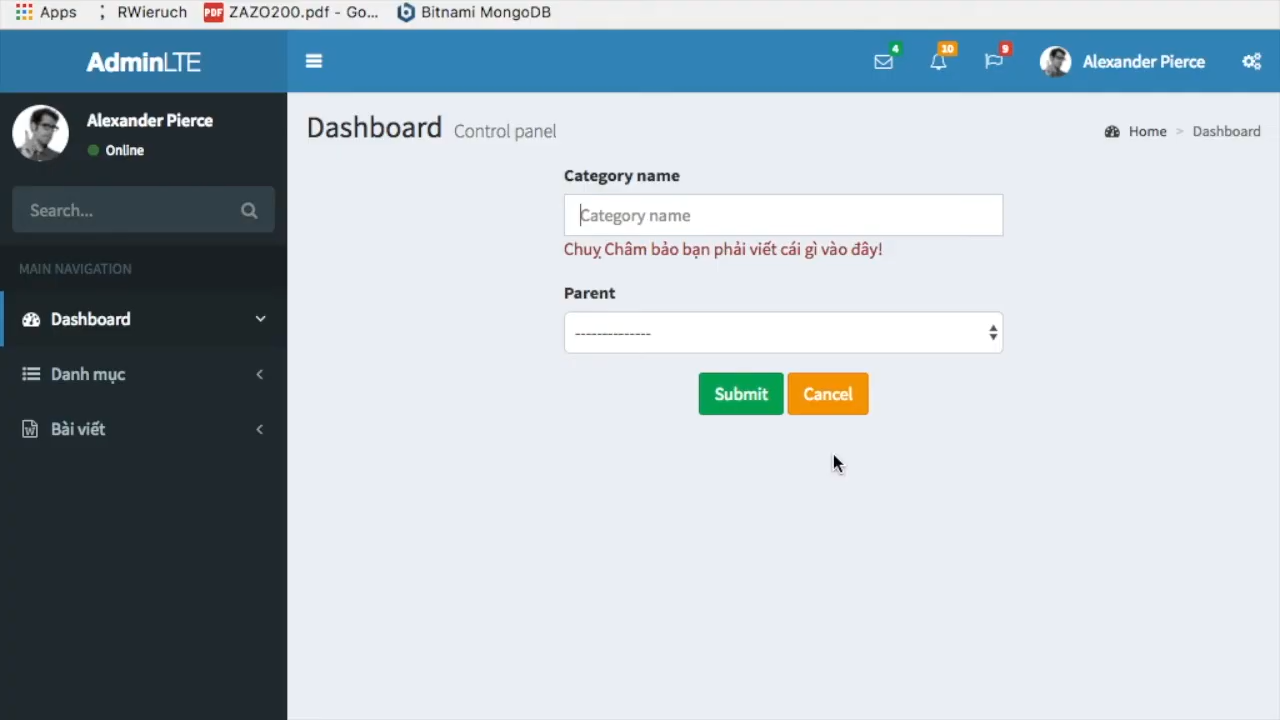 Apps
RWieruch
PDF
ZAZO200.pdf - Go...
Bitnami MongoDB
AdminLTE
4
10
9
Alexander Pierce
Alexander Pierce
Online
Search...
MAIN NAVIGATION
Dashboard
Danh mục
Bài viết
Dashboard Control panel
Home > Dashboard
Category name
Category name
Chuỵ Châm bảo bạn phải viết cái gì vào đây!
Parent
--------------
Submit
Cancel